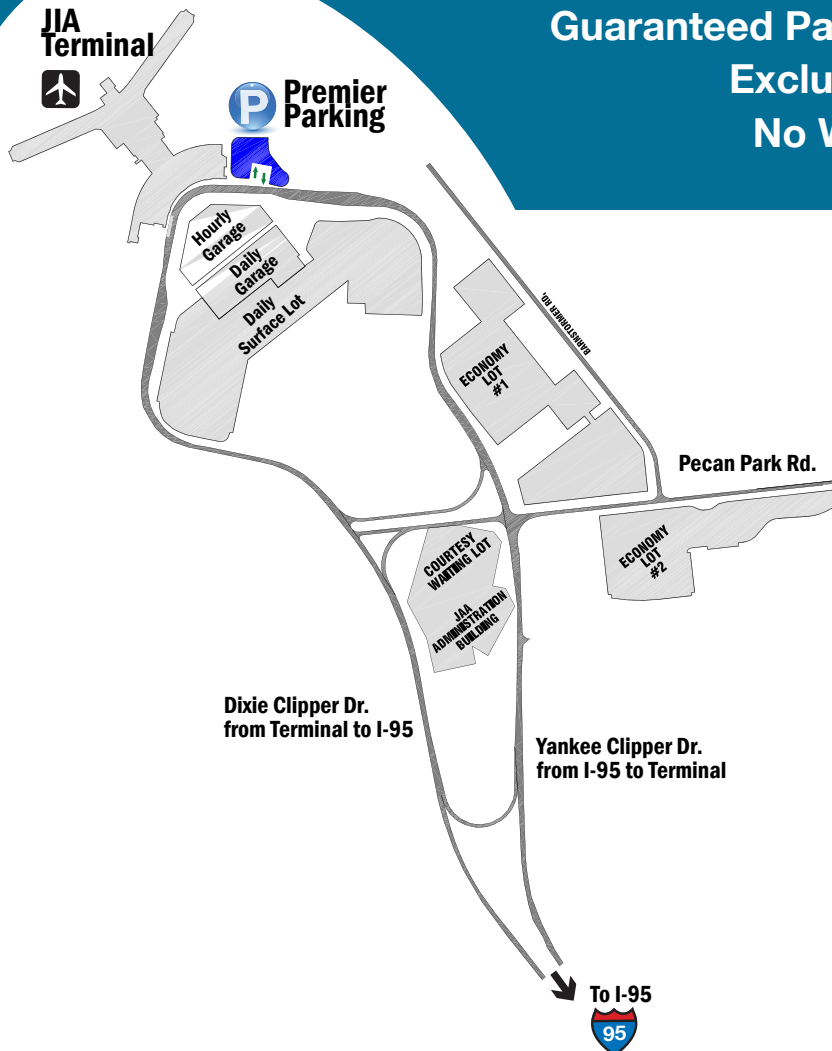 JIA
Terminal
Guaranteed Pa
Exclu
No W
P
Premier
Parking
Hourly
Garage
Daily
Garage
Daily
Surface Lot
BARNSTORMER RD.
ECONOMY
LOT
#1
Pecan Park Rd.
COURTESY
WAITING LOT
ECONOMY
LOT
#2
JAA
ADMINISTRATION
BUILDING
Dixie Clipper Dr.
from Terminal to I-95
Yankee Clipper Dr.
from I-95 to Terminal
To I-95
95